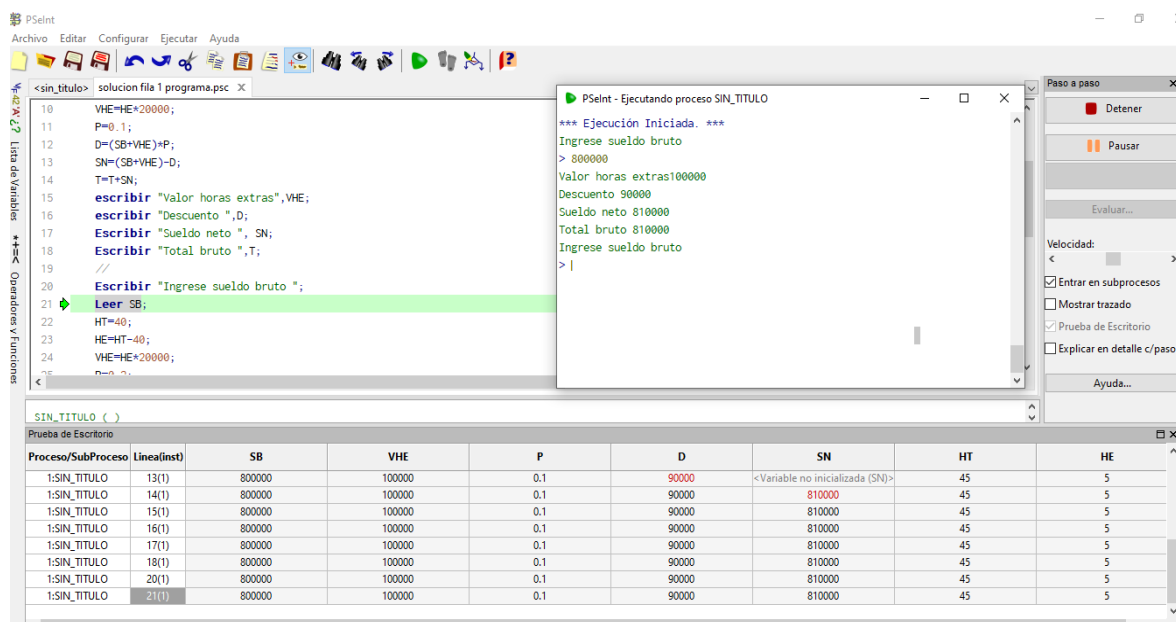 PSeInt
Archivo Editar Configurar Ejecutar Ayuda
<sin_titulo> solucion fila 1 programa.psc X
Lista de Variables
*+=< Operadores y Funciones
10 VHE=HE*20000;
11 P=0.1;
12 D=(SB+VHE)*P;
13 SN=(SB+VHE)-D;
14 T=T+SN;
15 escribir "Valor horas extras",VHE;
16 escribir "Descuento ",D;
17 Escribir "Sueldo neto ", SN;
18 Escribir "Total bruto ",T;
19 //
20 Escribir "Ingrese sueldo bruto ";
21 Leer SB;
22 HT=40;
23 HE=HT-40;
24 VHE=HE*20000;
PSeInt - Ejecutando proceso SIN_TITULO
*** Ejecución Iniciada. ***
Ingrese sueldo bruto
> 800000
Valor horas extras100000
Descuento 90000
Sueldo neto 810000
Total bruto 810000
Ingrese sueldo bruto
>
Paso a paso X
Detener
Pausar
Evaluar...
Velocidad:
Entrar en subprocesos
Mostrar trazado
Prueba de Escritorio
Explicar en detalle c/paso
Ayuda...
SIN_TITULO ( )
Prueba de Escritorio
Proceso/SubProceso Linea(inst) SB VHE P D SN HT HE
1:SIN_TITULO 13(1) 800000 100000 0.1 90000 <Variable no inicializada (SN)> 45 5
1:SIN_TITULO 14(1) 800000 100000 0.1 90000 810000 45 5
1:SIN_TITULO 15(1) 800000 100000 0.1 90000 810000 45 5
1:SIN_TITULO 16(1) 800000 100000 0.1 90000 810000 45 5
1:SIN_TITULO 17(1) 800000 100000 0.1 90000 810000 45 5
1:SIN_TITULO 18(1) 800000 100000 0.1 90000 810000 45 5
1:SIN_TITULO 20(1) 800000 100000 0.1 90000 810000 45 5
1:SIN_TITULO 21(1) 800000 100000 0.1 90000 810000 45 5